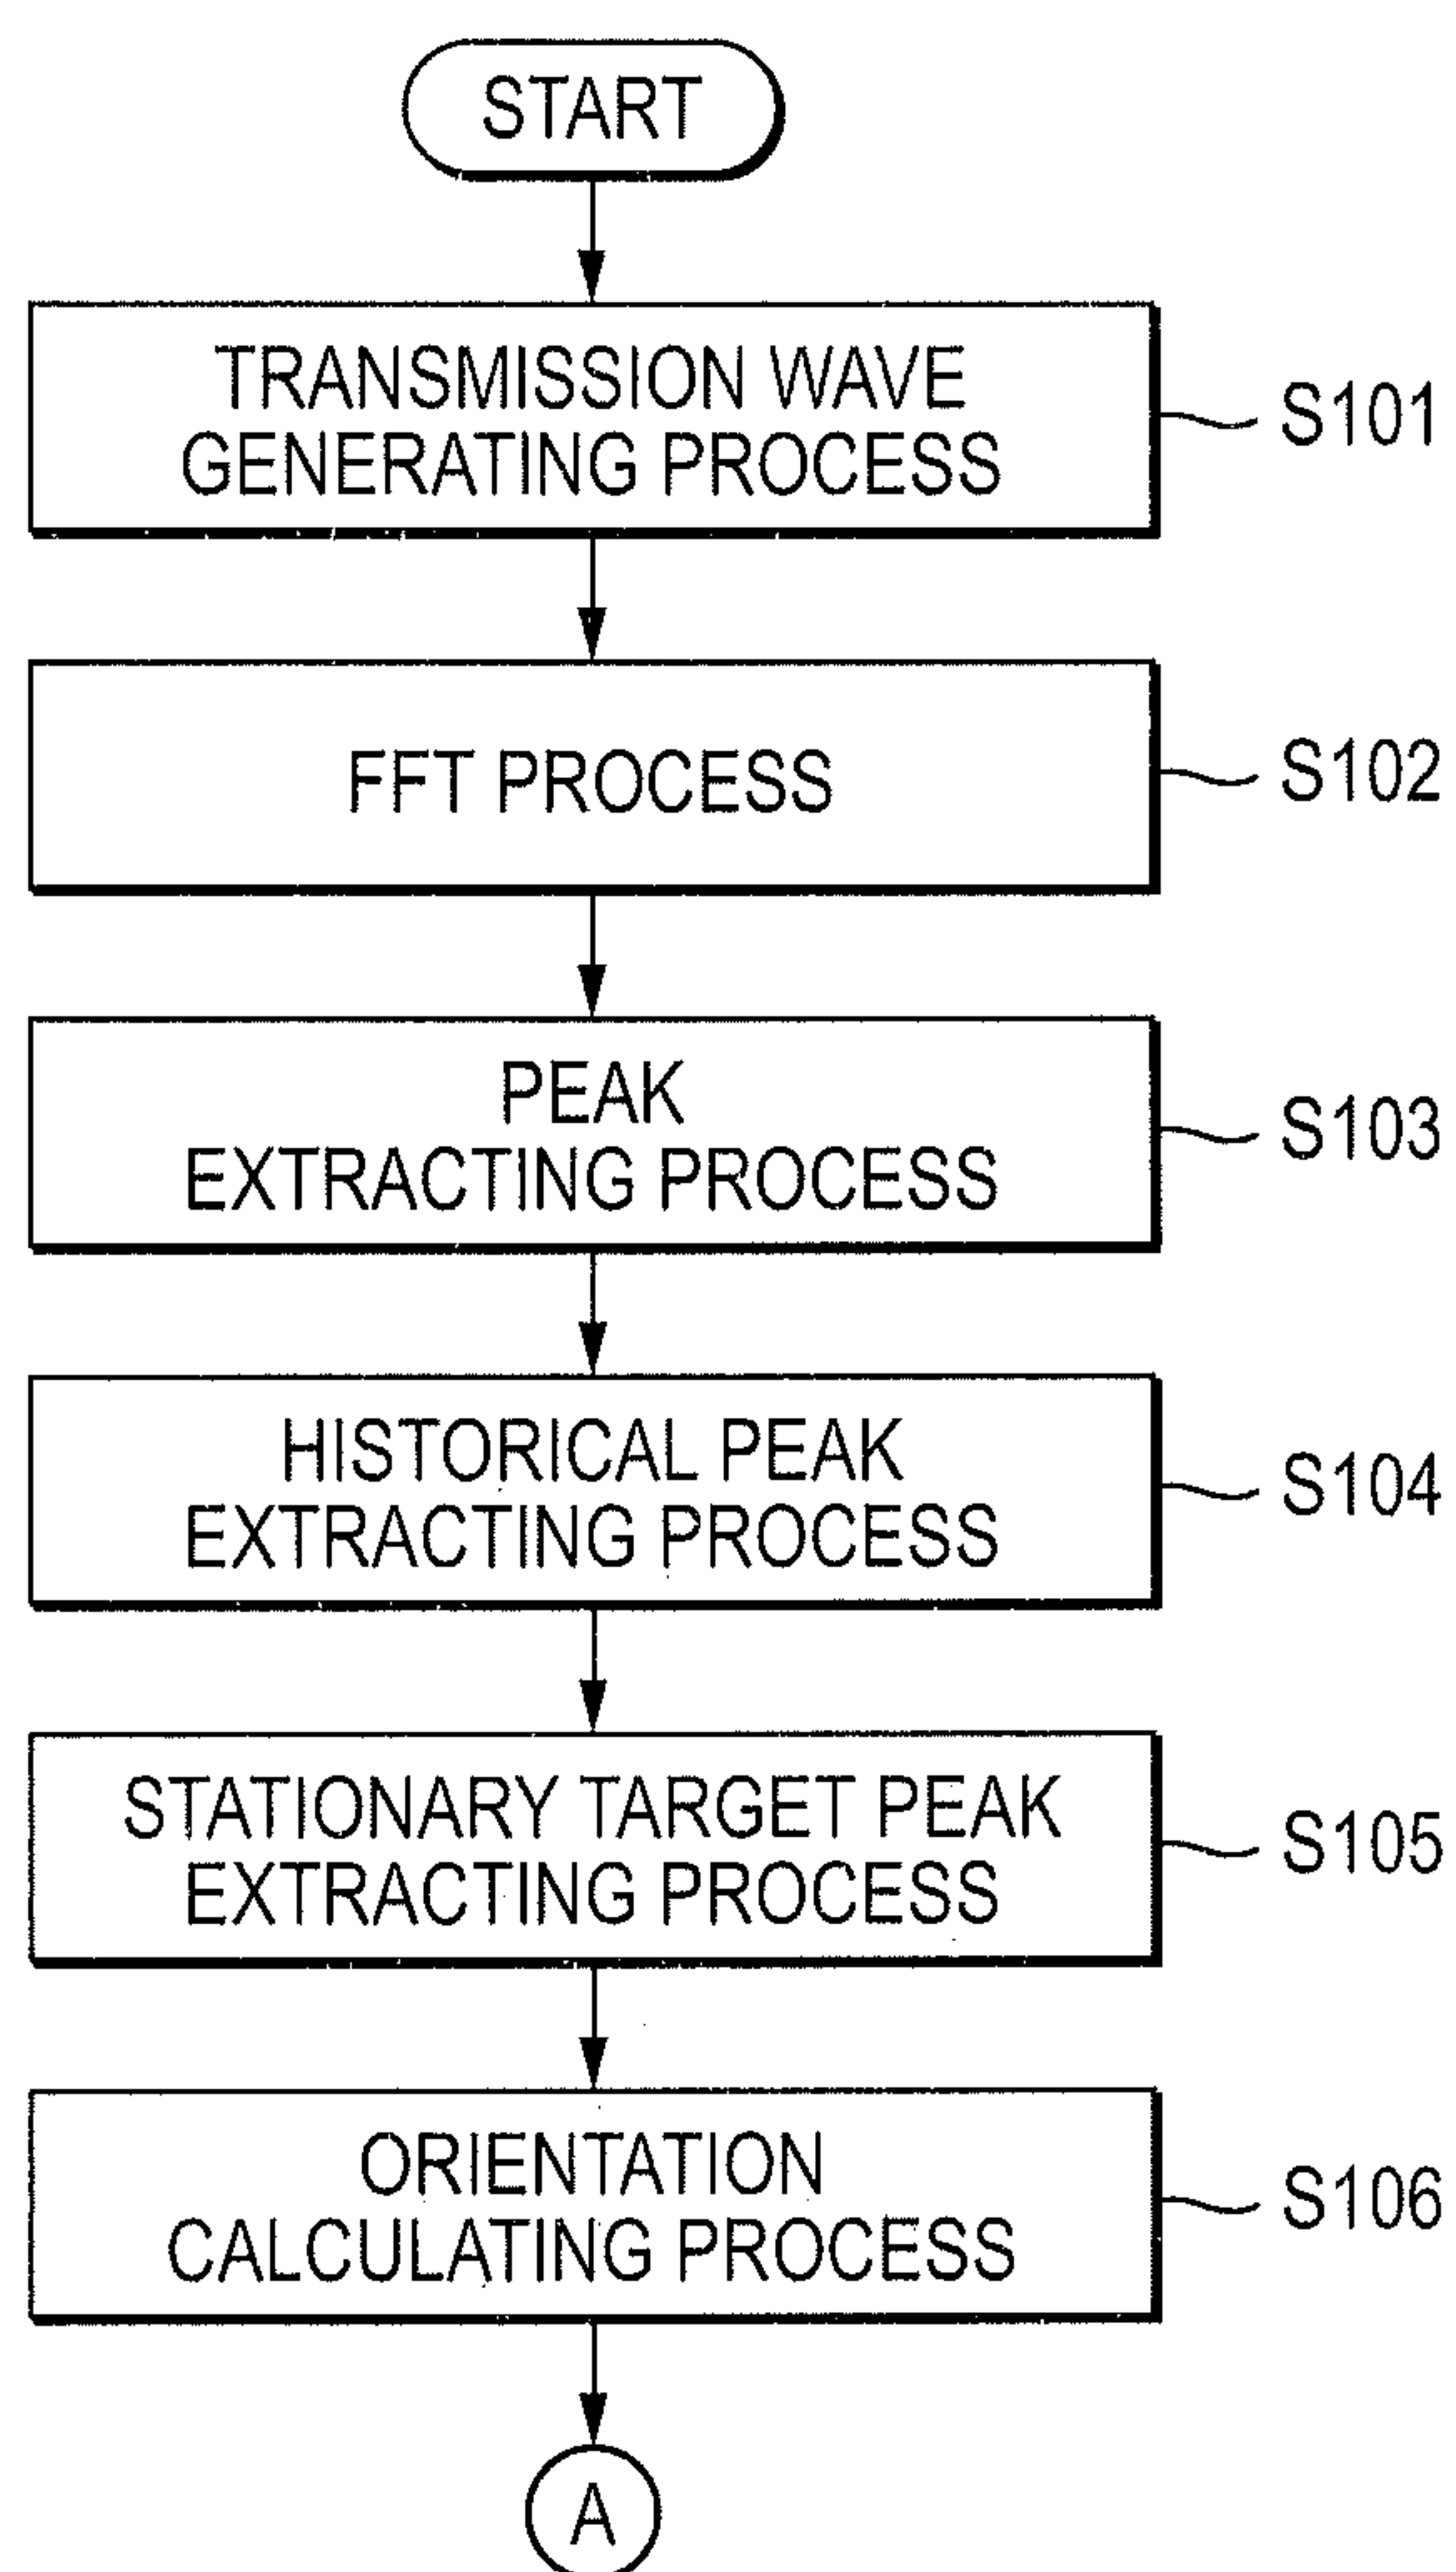 START
TRANSMISSION WAVE
GENERATING PROCESS
S101
FFT PROCESS
S102
PEAK
EXTRACTING PROCESS
S103
HISTORICAL PEAK
EXTRACTING PROCESS
S104
STATIONARY TARGET PEAK
EXTRACTING PROCESS
S105
ORIENTATION
CALCULATING PROCESS
S106
A